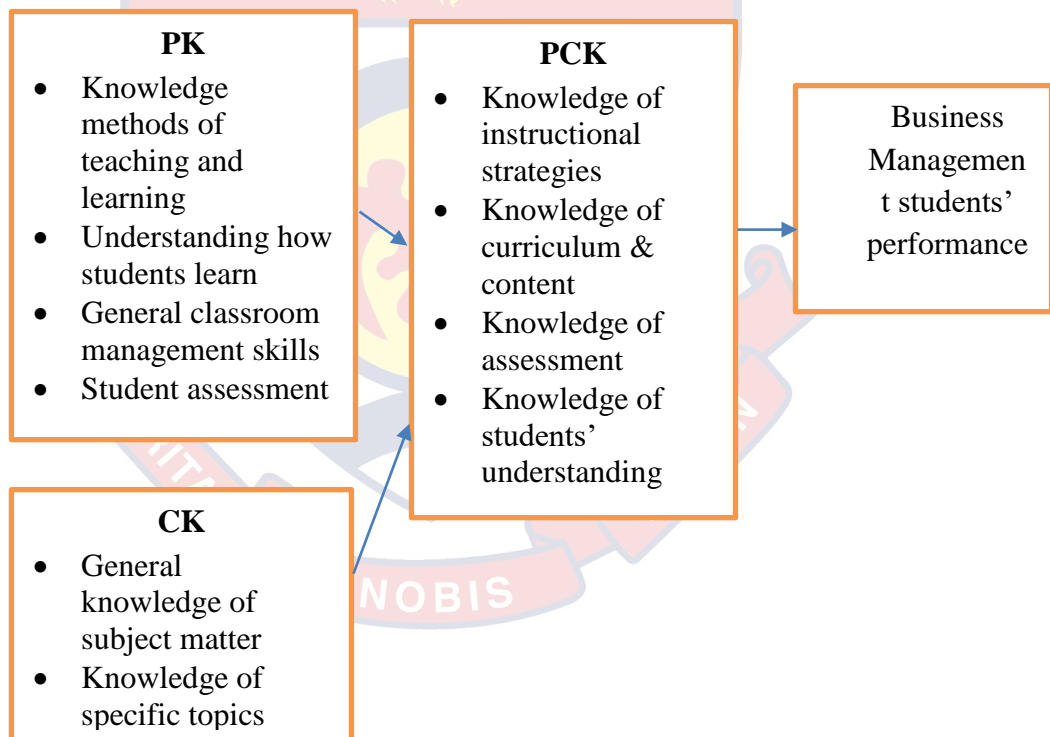 PK
• Knowledge
methods of
teaching and
learning
• Understanding how
students learn
• General classroom
management skills
• Student assessment
CK
• General
knowledge of
subject matter
• Knowledge of
specific topics
PCK
• Knowledge of
instructional
strategies
• Knowledge of
curriculum &
content
• Knowledge of
assessment
• Knowledge of
students’
understanding
Business
Managemen
t students’
performance
NOBIS